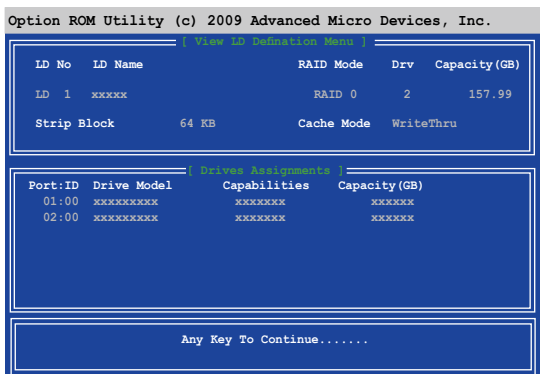 Option ROM Utility (c) 2009 Advanced Micro Devices, Inc.
[ View LD Defination Menu ]
LD No LD Name RAID Mode Drv Capacity(GB)
LD 1 xxxxx RAID 0 2 157.99
Strip Block 64 KB Cache Mode WriteThru
[ Drives Assignments ]
Port:ID Drive Model Capabilities Capacity(GB)
01:00 xxxxxxxxx xxxxxxx xxxxxx
02:00 xxxxxxxxx xxxxxxx xxxxxx
Any Key To Continue.......